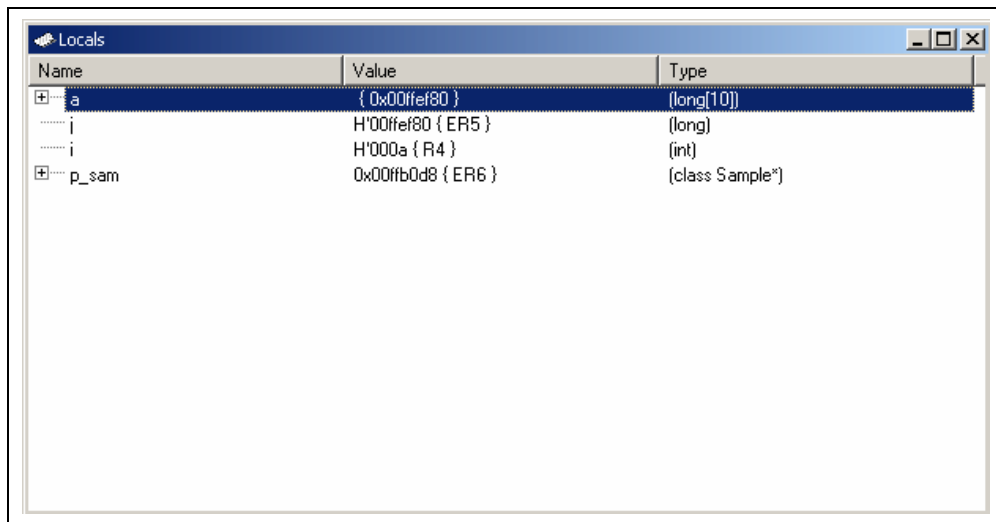 Locals
Name Value Type
a { 0x00ffef80 } (long[10])
j H'00ffef80 { ER5 } (long)
i H'000a { R4 } (int)
p_sam 0x00ffb0d8 { ER6 } (class Sample*)